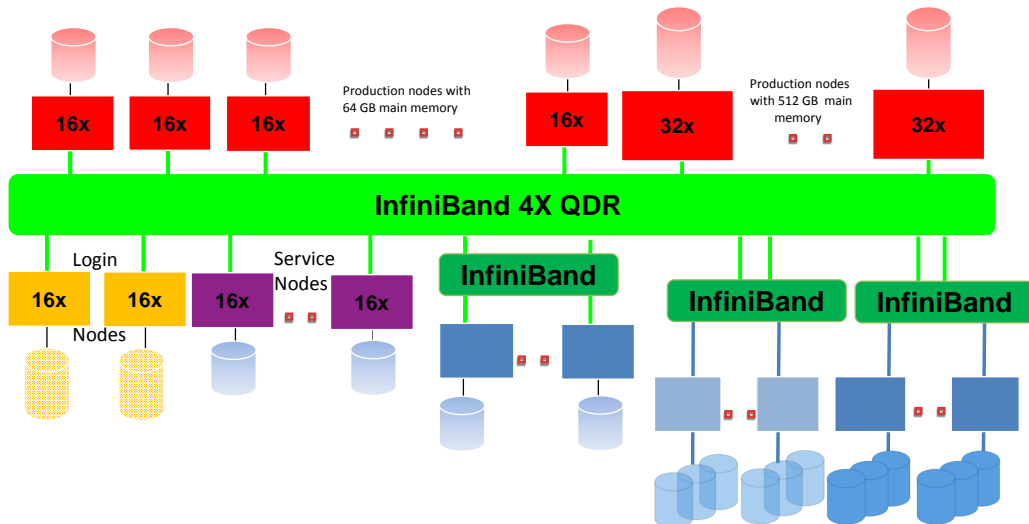 Production nodes with
64 GB main memory
Production nodes
with 512 GB main
memory
16x
16x
16x
16x
32x
32x
InfiniBand 4X QDR
Login
Nodes
Service
Nodes
16x
16x
16x
16x
InfiniBand
InfiniBand
InfiniBand